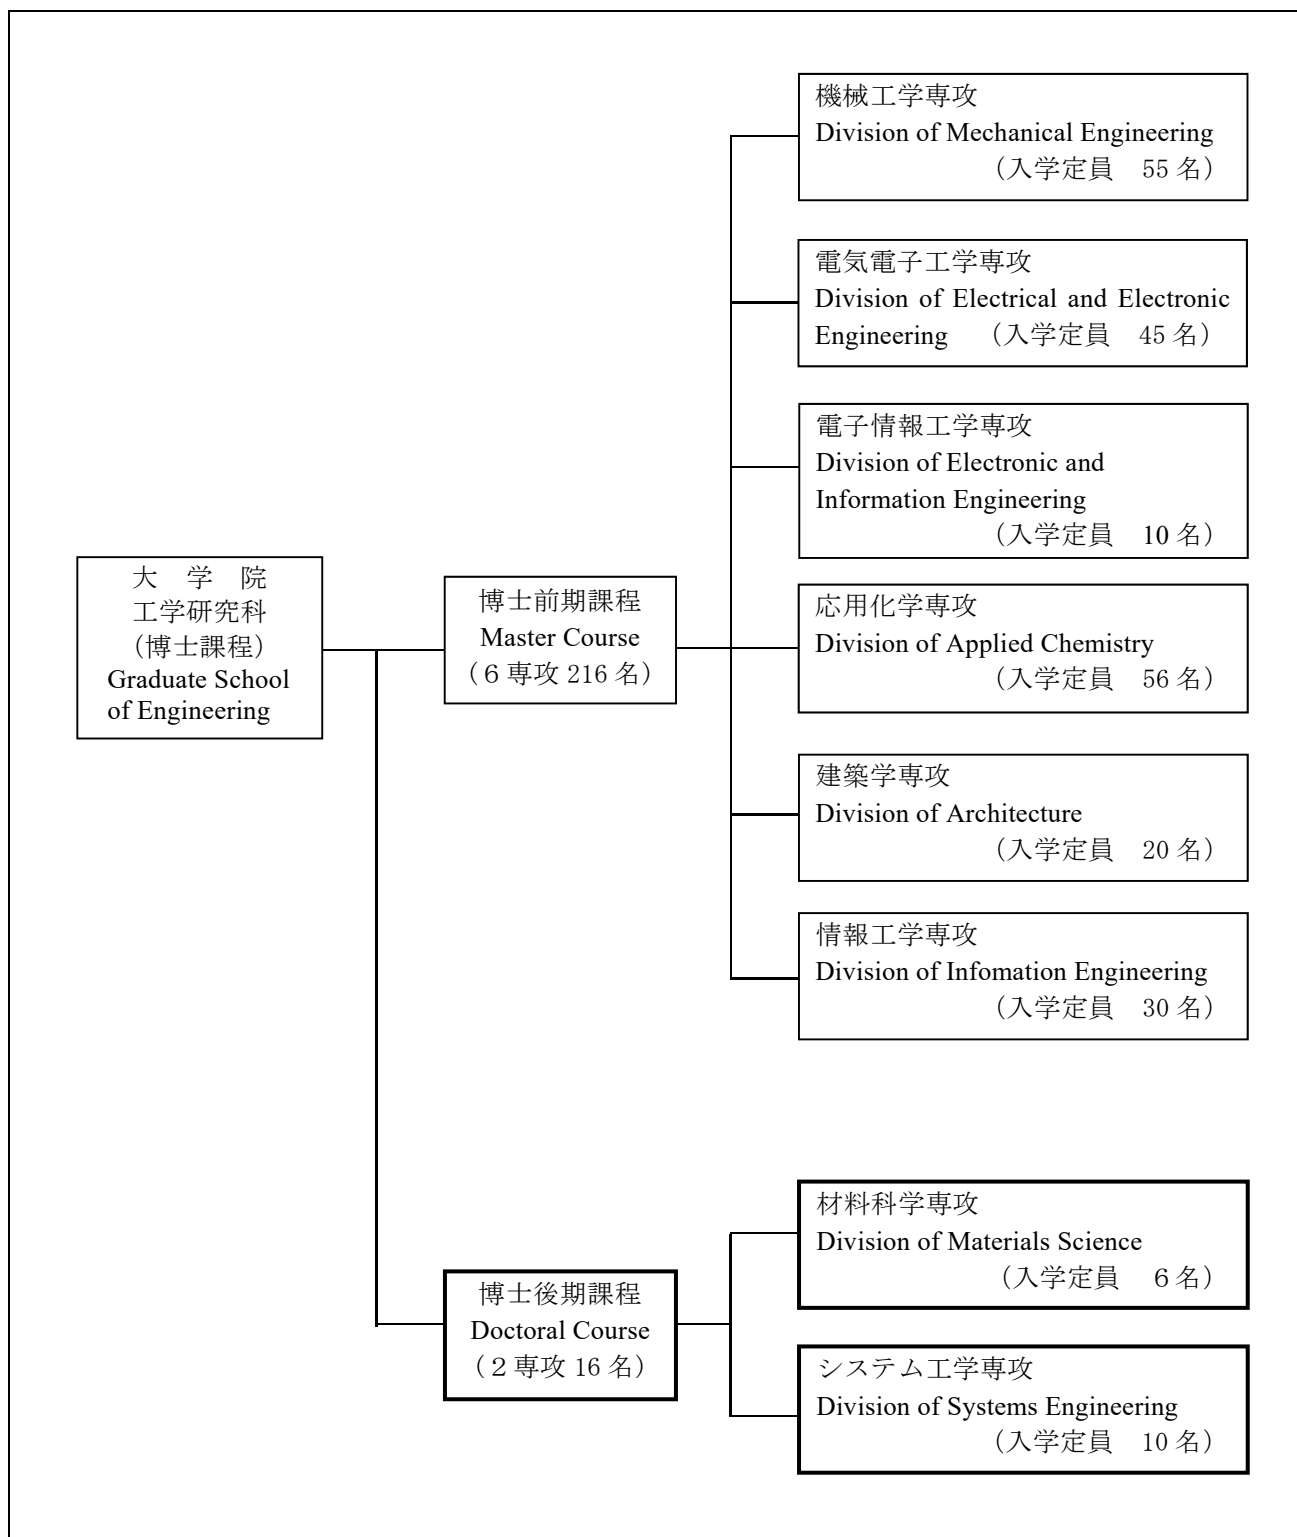 大　学　院
工学研究科
（博士課程）
Graduate School
of Engineering
博士前期課程
Master Course
（６専攻 216 名）
機械工学専攻
Division of Mechanical Engineering
（入学定員　55 名）
電気電子工学専攻
Division of Electrical and Electronic
Engineering　（入学定員　45 名）
電子情報工学専攻
Division of Electronic and
Information Engineering
（入学定員　10 名）
応用化学専攻
Division of Applied Chemistry
（入学定員　56 名）
建築学専攻
Division of Architecture
（入学定員　20 名）
情報工学専攻
Division of Infomation Engineering
（入学定員　30 名）
博士後期課程
Doctoral Course
（２専攻 16 名）
材料科学専攻
Division of Materials Science
（入学定員　６名）
システム工学専攻
Division of Systems Engineering
（入学定員　10 名）